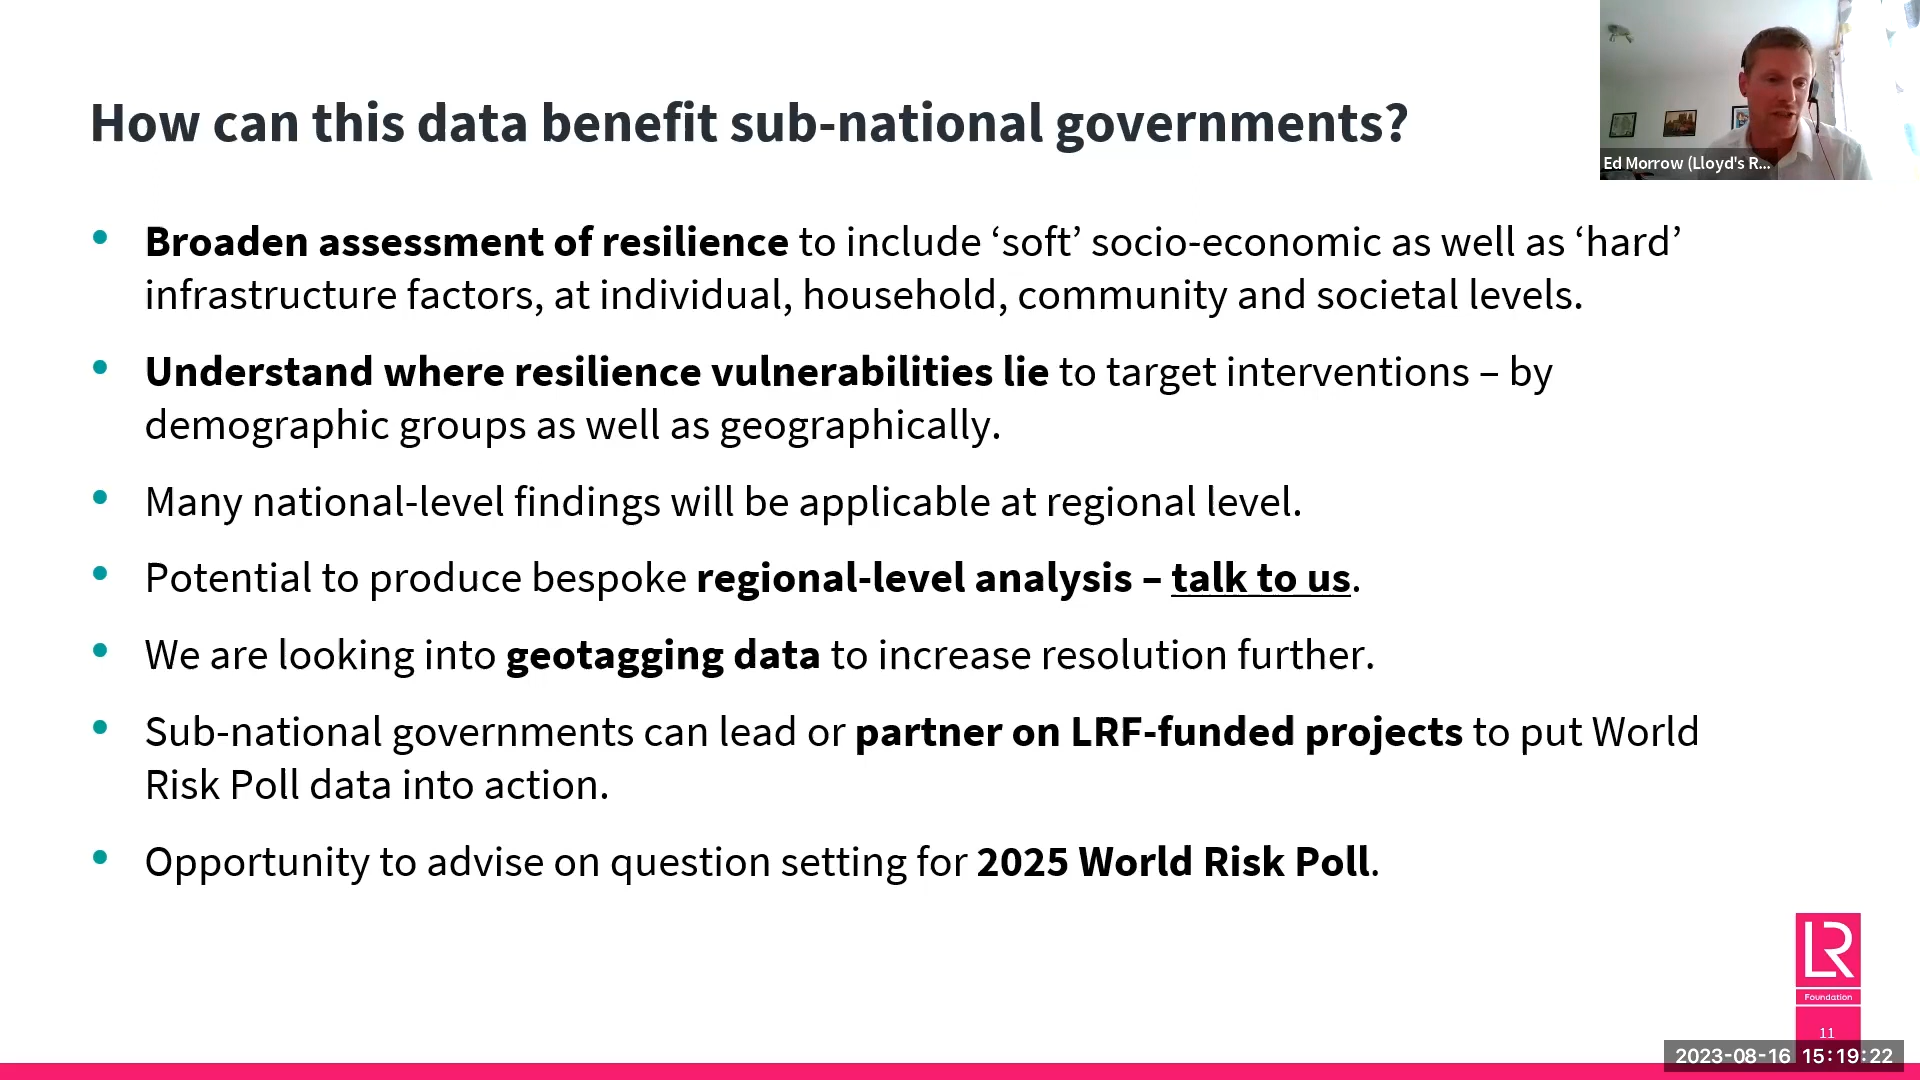 How can this data benefit sub-national governments?
Ed Morrow (Lloyd's R...
• Broaden assessment of resilience to include ‘soft’ socio-economic as well as ‘hard’
infrastructure factors, at individual, household, community and societal levels.
• Understand where resilience vulnerabilities lie to target interventions – by
demographic groups as well as geographically.
• Many national-level findings will be applicable at regional level.
• Potential to produce bespoke regional-level analysis – talk to us.
• We are looking into geotagging data to increase resolution further.
• Sub-national governments can lead or partner on LRF-funded projects to put World
Risk Poll data into action.
• Opportunity to advise on question setting for 2025 World Risk Poll.
LR
Foundation
11
2023-08-16 15:19:22